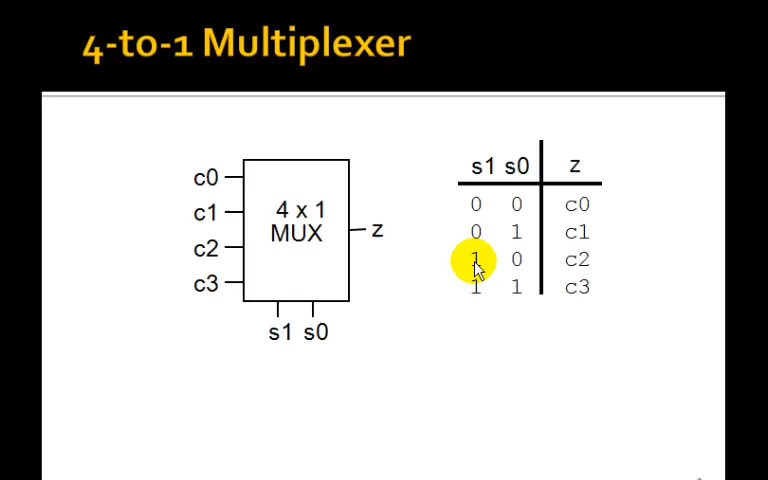 4-to-1 Multiplexer
c0
c1
c2
c3
4 x 1
MUX
z
s1 s0
s1 s0 z
0 0 c0
0 1 c1
1 0 c2
1 1 c3